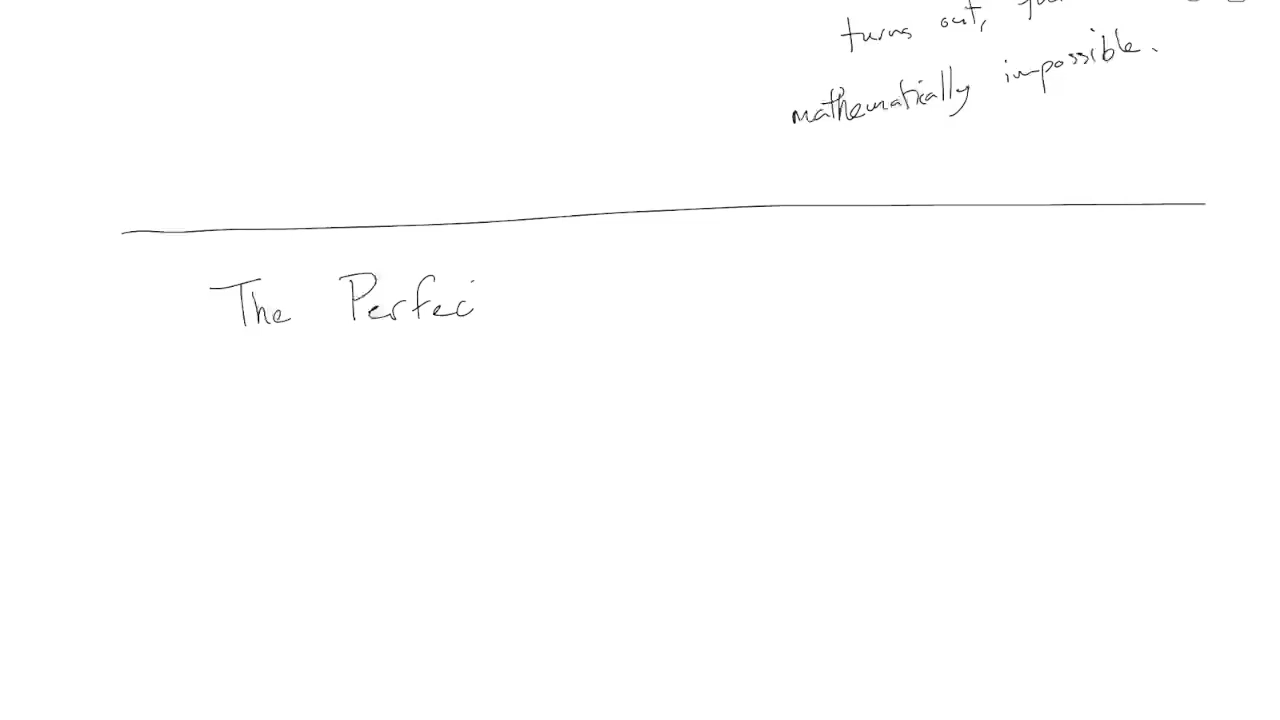 turns out,
mathematically impossible.
The Perfec